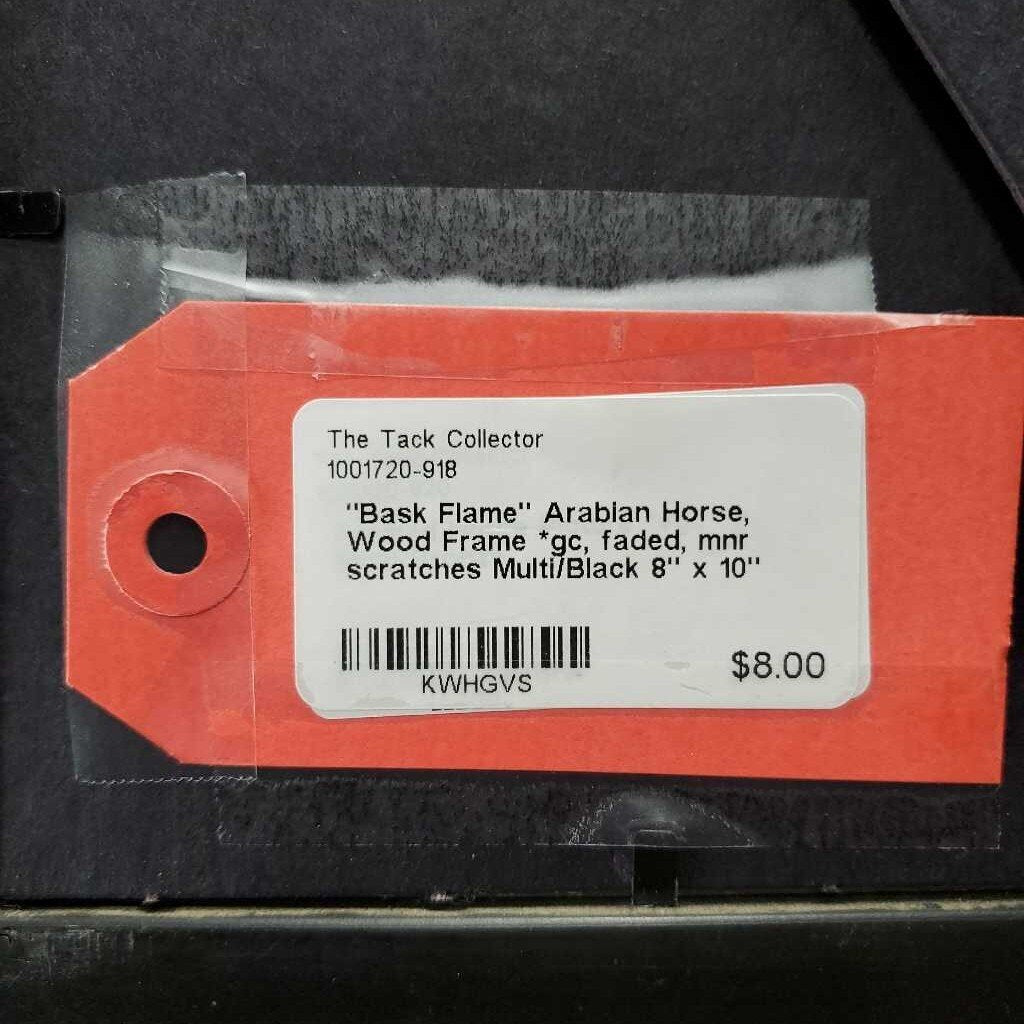 The Tack Collector
1001720-918
"Bask Flame" Arabian Horse,
Wood Frame *gc, faded, mnr
scratches Multi/Black 8" x 10"
KWHGVS
$8.00